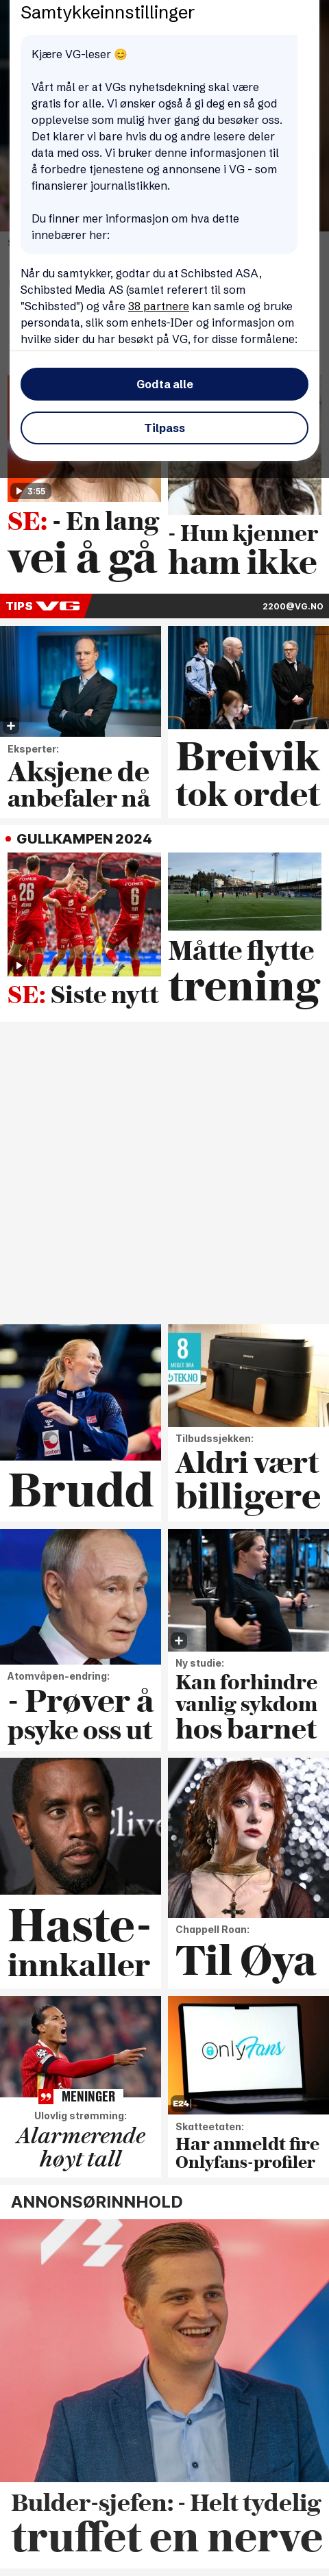 Samtykkeinnstillinger
Kjære VG-leser 😊
Vårt mål er at VGs nyhetsdekning skal være
gratis for alle. Vi ønsker også å gi deg en så god
opplevelse som mulig hver gang du besøker oss.
Det klarer vi bare hvis du og andre lesere deler
data med oss. Vi bruker denne informasjonen til
å forbedre tjenestene og annonsene i VG - som
finansierer journalistikken.
Du finner mer informasjon om hva dette
innebærer her:
Når du samtykker, godtar du at Schibsted ASA,
Schibsted Media AS (samlet referert til som
"Schibsted") og våre 38 partnere kan samle og bruke
persondata, slik som enhets-IDer og informasjon om
hvilke sider du har besøkt på VG, for disse formålene:
Godta alle
Tilpass
3:55
SE: - En lang
vei å gå
- Hun kjenner
ham ikke
TIPS VG
2200@VG.NO
Eksperter:
Aksjene de
anbefaler nå
Breivik
tok ordet
GULLKAMPEN 2024
26
6
SE: Siste nytt
Måtte flytte
trening
Brudd
8
MEDIET SIRA
TEK.NO
Tilbudssjekken:
Aldri vært
billigere
Atomvåpen-endring:
- Prøver å
psyke oss ut
Ny studie:
Kan forhindre
vanlig sykdom
hos barnet
Clive
Haste-
innkaller
Chappell Roan:
Til Øya
MENINGER
Ulovlig strømming:
Alarmerende
høyt tall
OnlyFans
E24
Skatteetaten:
Har anmeldt fire
Onlyfans-profiler
ANNONSØRINNHOLD
Bulder-sjefen: - Helt tydelig
truffet en nerve